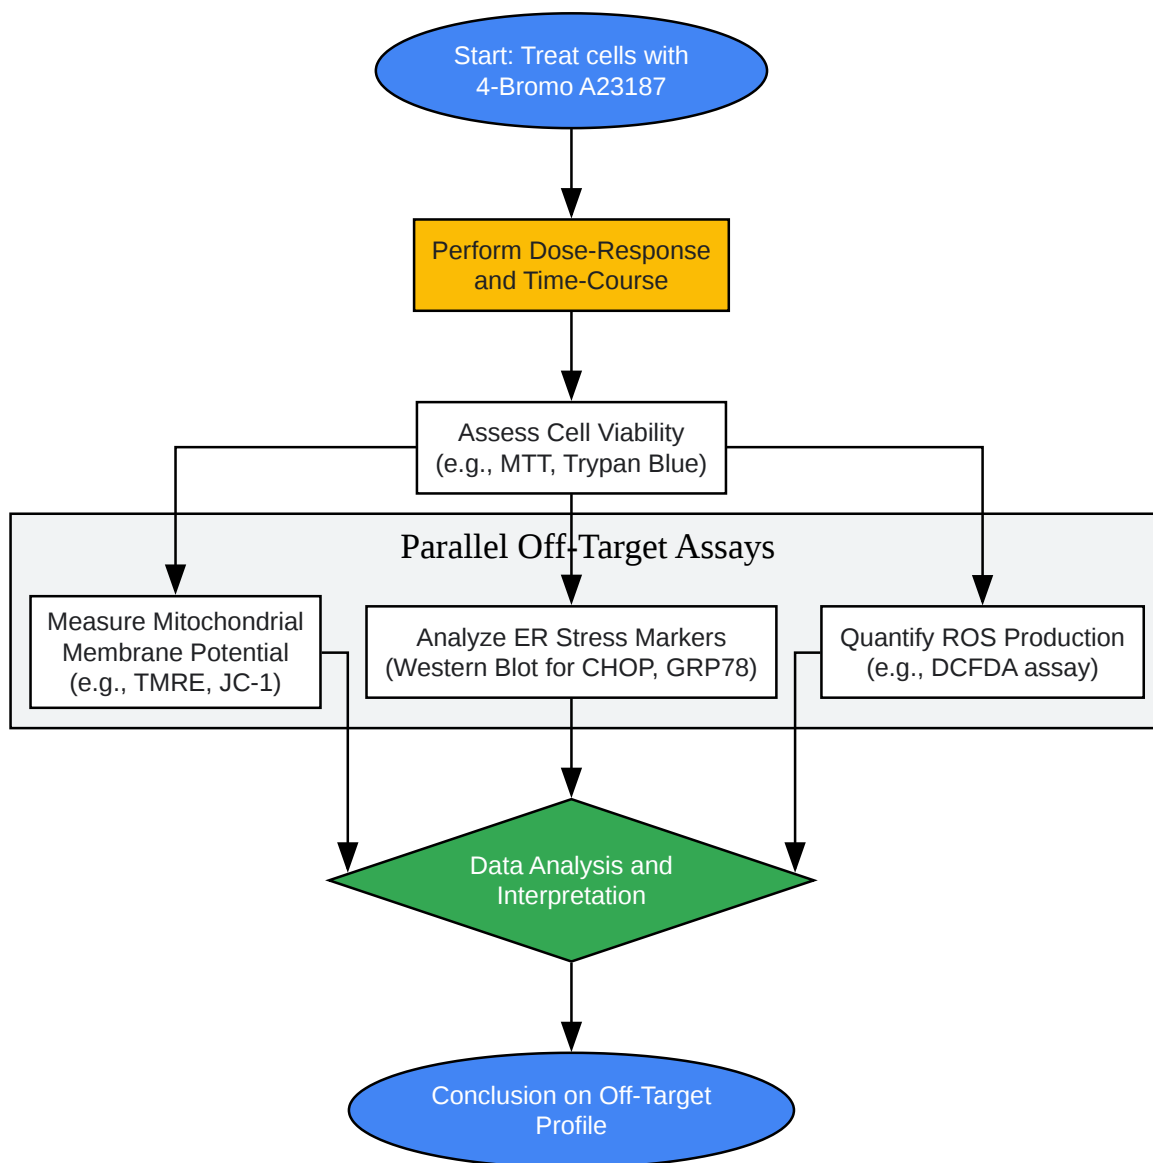 Start: Treat cells with
4-Bromo A23187
Perform Dose-Response
and Time-Course
Assess Cell Viability
(e.g., MTT, Trypan Blue)
Parallel Off-Target Assays
Measure Mitochondrial
Membrane Potential
(e.g., TMRE, JC-1)
Analyze ER Stress Markers
(Western Blot for CHOP, GRP78)
Quantify ROS Production
(e.g., DCFDA assay)
Data Analysis and
Interpretation
Conclusion on Off-Target
Profile